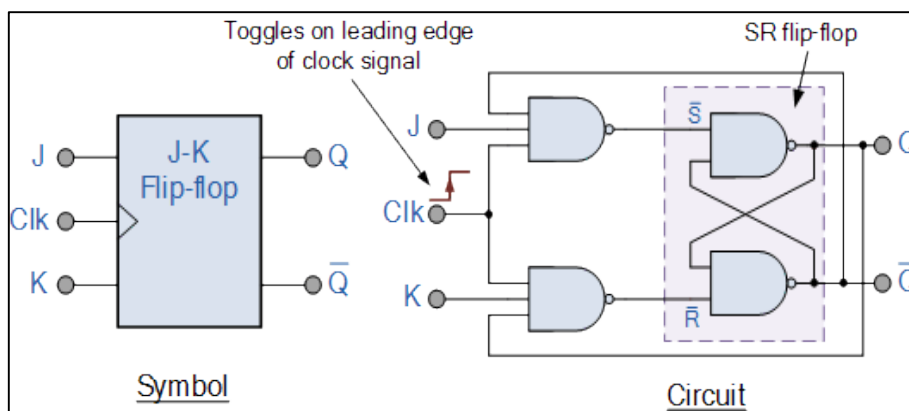 Toggles on leading edge
of clock signal
SR flip-flop
J
J-K
Flip-flop
Q
Clk
K
Q̅
Symbol
J
Clk
K
S̅
R̅
Circuit